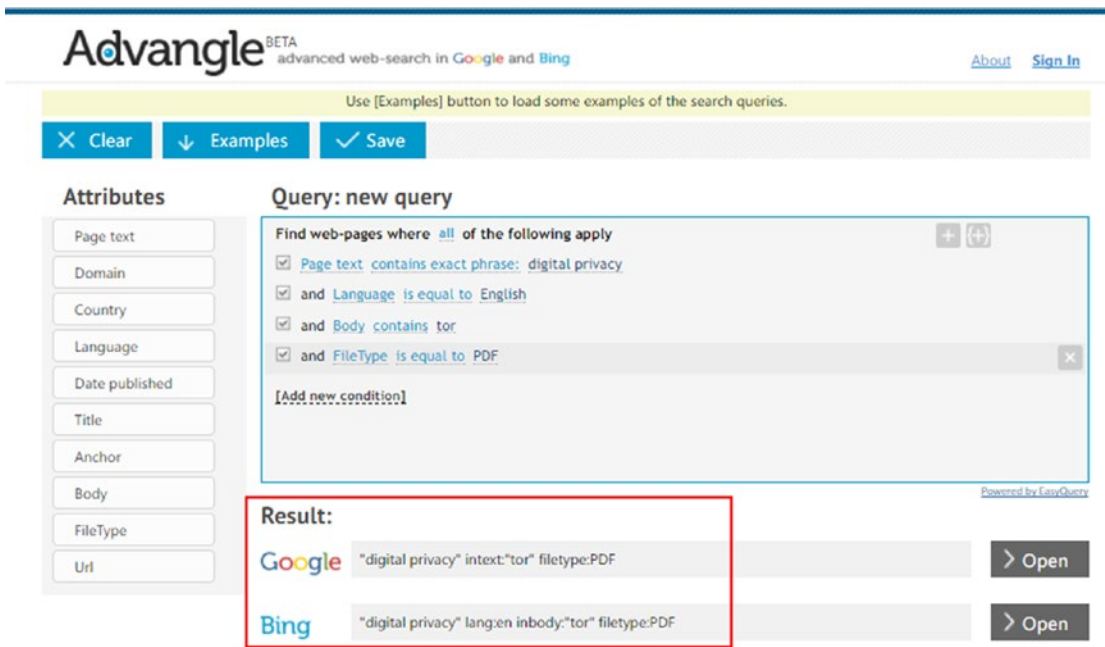 Advangle BETA
advanced web-search in Google and Bing
About Sign In
Use [Examples] button to load some examples of the search queries.
Clear Examples Save
Attributes
Page text
Domain
Country
Language
Date published
Title
Anchor
Body
FileType
Url
Query: new query
Find web-pages where all of the following apply
Page text contains exact phrase: digital privacy
and Language is equal to English
and Body contains tor
and FileType is equal to PDF
[Add new condition]
Powered by EasyQuery
Result:
Google "digital privacy" intext:"tor" filetype:PDF > Open
Bing "digital privacy" lang:en inbody:"tor" filetype:PDF > Open